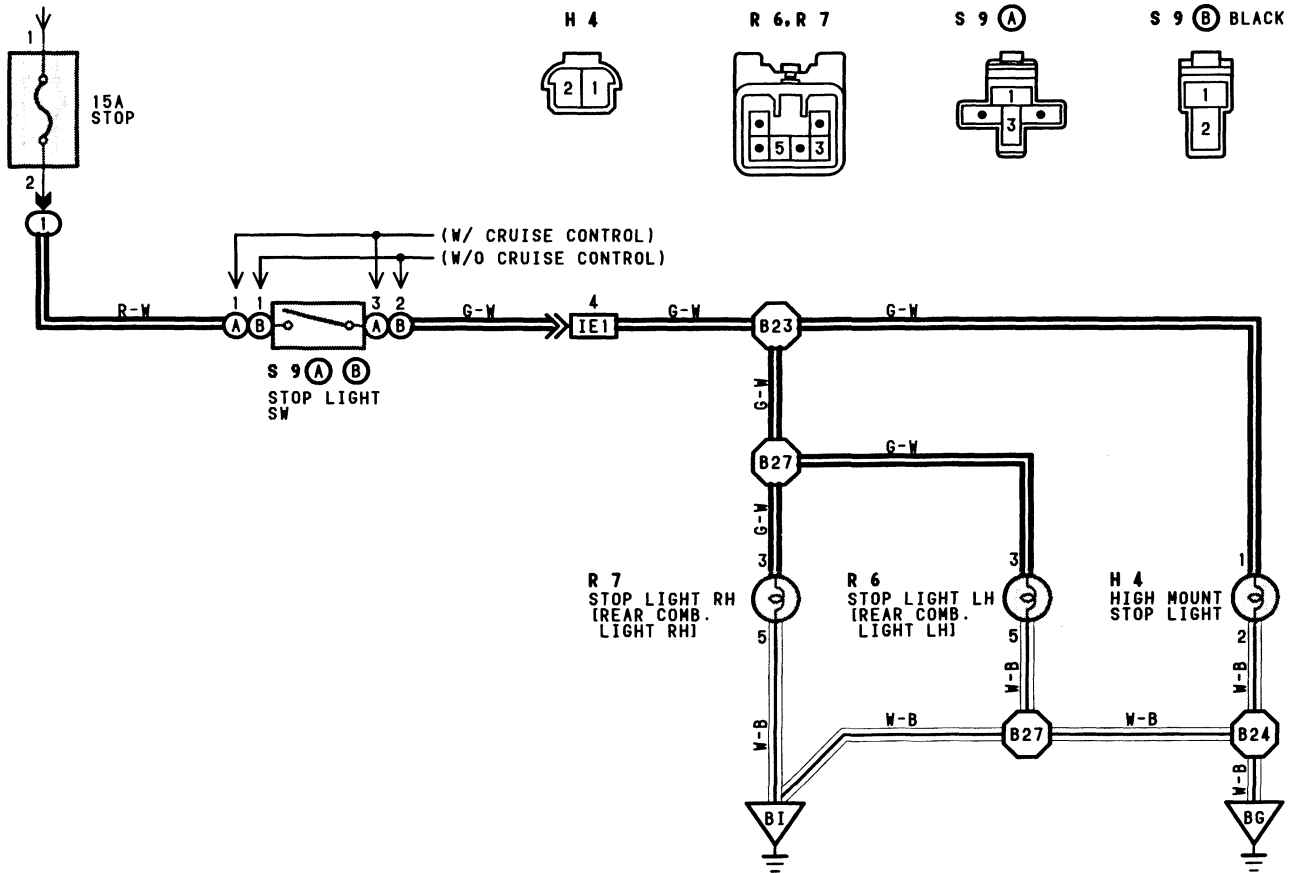 H 4
R 6, R 7
S 9 A
S 9 B BLACK
1
15A
STOP
2
1
2 1
5 3
1
3
1
2
(W/ CRUISE CONTROL)
(W/O CRUISE CONTROL)
R-W
1 1
A B
3 2
A B
G-W
4
IE1
G-W
B23
G-W
S 9 A B
STOP LIGHT
SW
G-W
B27
G-W
G-W
3
R 7
STOP LIGHT RH
[REAR COMB.
LIGHT RH]
5
3
R 6
STOP LIGHT LH
[REAR COMB.
LIGHT LH]
5
1
H 4
HIGH MOUNT
STOP LIGHT
2
W-B
W-B
W-B
W-B
B27
W-B
B24
W-B
BI
BG